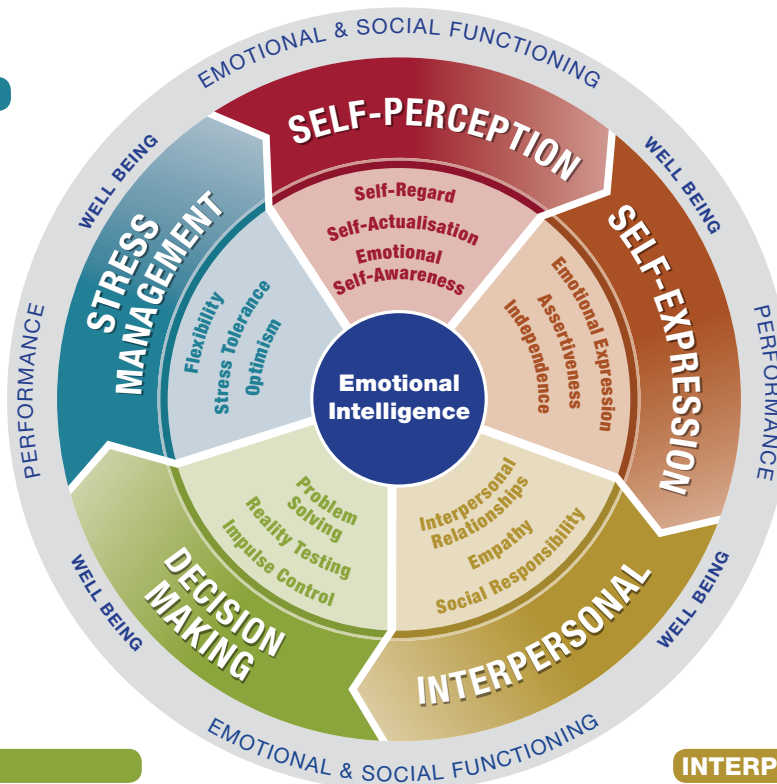 EMOTIONAL & SOCIAL FUNCTIONING
WELL BEING
WELL BEING
PERFORMANCE
PERFORMANCE
WELL BEING
WELL BEING
EMOTIONAL & SOCIAL FUNCTIONING
SELF-PERCEPTION
Self-Regard
Self-Actualisation
Emotional
Self-Awareness
SELF-EXPRESSION
Emotional Expression
Assertiveness
Independence
INTERPERSONAL
Interpersonal
Relationships
Empathy
Social Responsibility
DECISION
MAKING
Problem
Solving
Reality Testing
Impulse Control
STRESS
MANAGEMENT
Flexibility
Stress Tolerance
Optimism
Emotional
Intelligence
INTERP